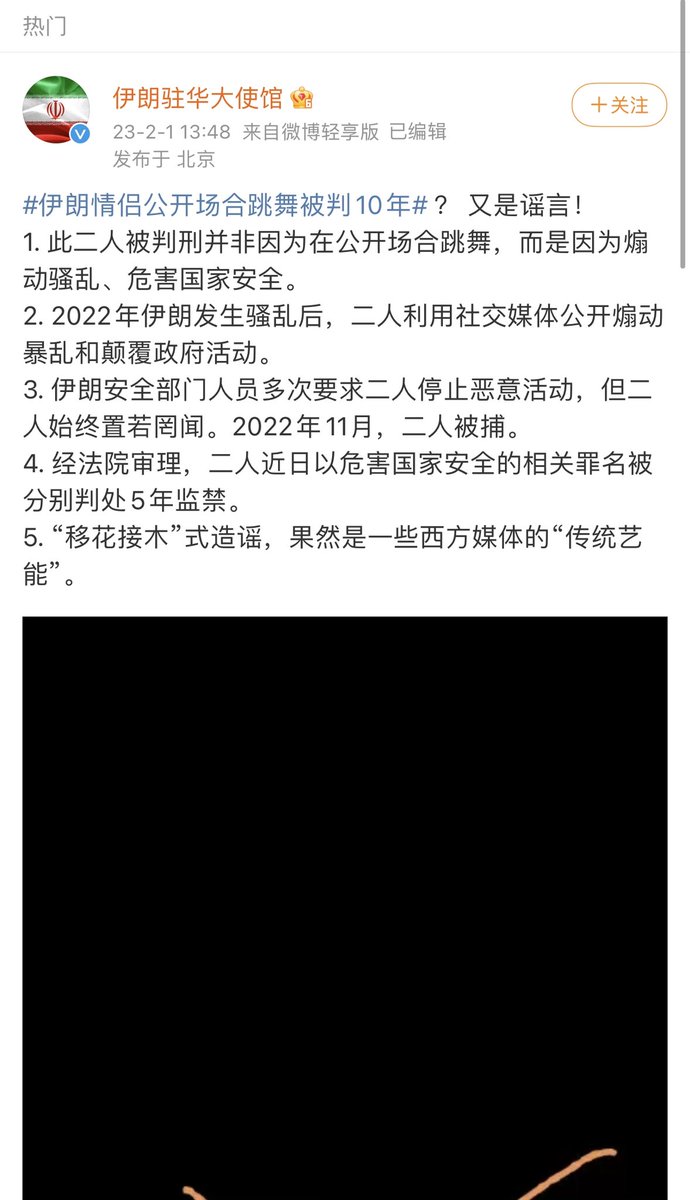 热门
伊朗驻华大使馆
+关注
23-2-1 13:48 来自微博轻享版 已编辑
发布于 北京
#伊朗情侣公开场合跳舞被判10年#？ 又是谣言！
1. 此二人被判刑并非因为在公开场合跳舞，而是因为煽
动骚乱、危害国家安全。
2. 2022年伊朗发生骚乱后，二人利用社交媒体公开煽动
暴乱和颠覆政府活动。
3. 伊朗安全部门人员多次要求二人停止恶意活动，但二
人始终置若罔闻。2022年11月，二人被捕。
4. 经法院审理，二人近日以危害国家安全的相关罪名被
分别判处5年监禁。
5. “移花接木”式造谣，果然是一些西方媒体的“传统艺
能”。